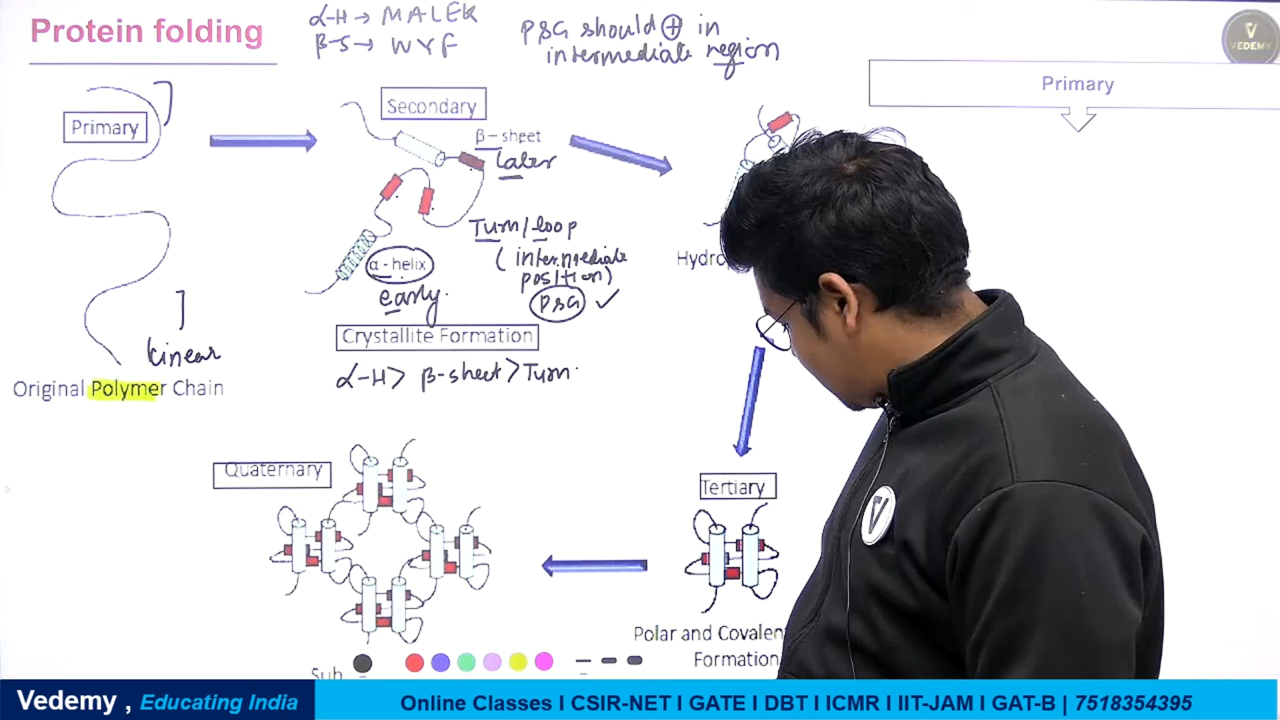 Protein folding
α-H → MALEK
β-S → WYF
P&G should ⊕ in
intermediate region
V
VEDEMY
Primary
Primary
Secondary
β - sheet
later
Turn/loop
(intermediate
position)
P&G ✓
α - helix
early.
Crystallite Formation
α-H > β-sheet > Turn.
linear
Original Polymer Chain
Quaternary
Tertiary
Polar and
Formation
Vedemy , Educating India
Online Classes I CSIR-NET I GATE I DBT I ICMR I IIT-JAM I GAT-B | 7518354395